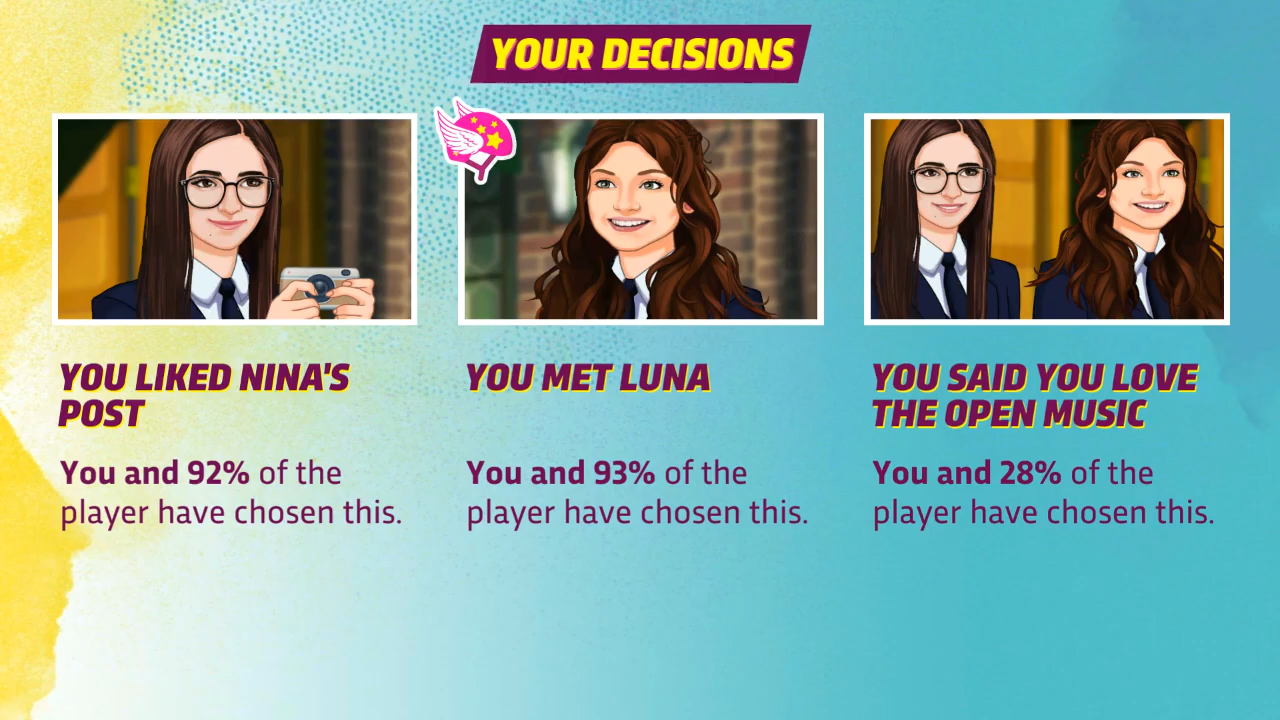 YOUR DECISIONS
YOU LIKED NINA'S
POST
You and 92% of the
player have chosen this.
YOU MET LUNA
You and 93% of the
player have chosen this.
YOU SAID YOU LOVE
THE OPEN MUSIC
You and 28% of the
player have chosen this.